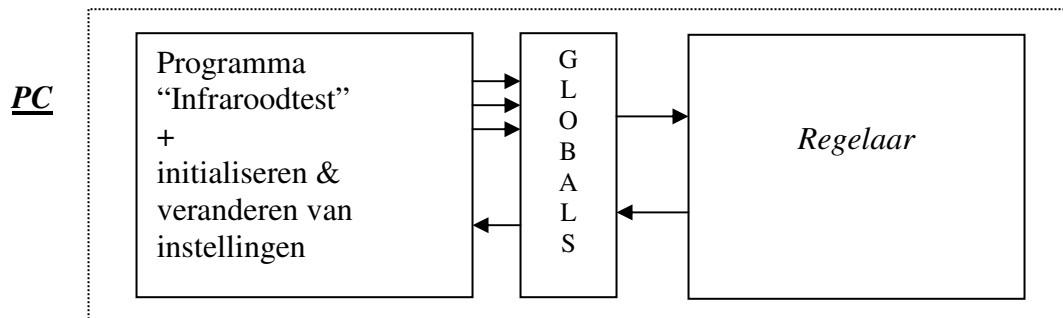 PC
Programma
“Infraroodtest”
+
initialiseren &
veranderen van
instellingen
G
L
O
B
A
L
S
Regelaar